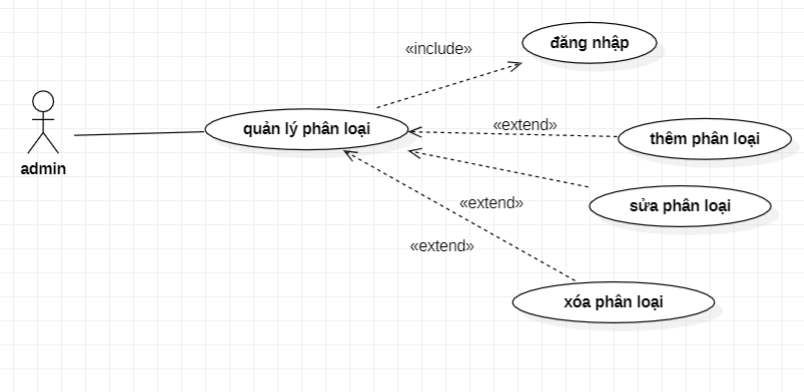 đăng nhập
«include»
quản lý phân loại
«extend»
thêm phân loại
admin
«extend»
sửa phân loại
«extend»
xóa phân loại